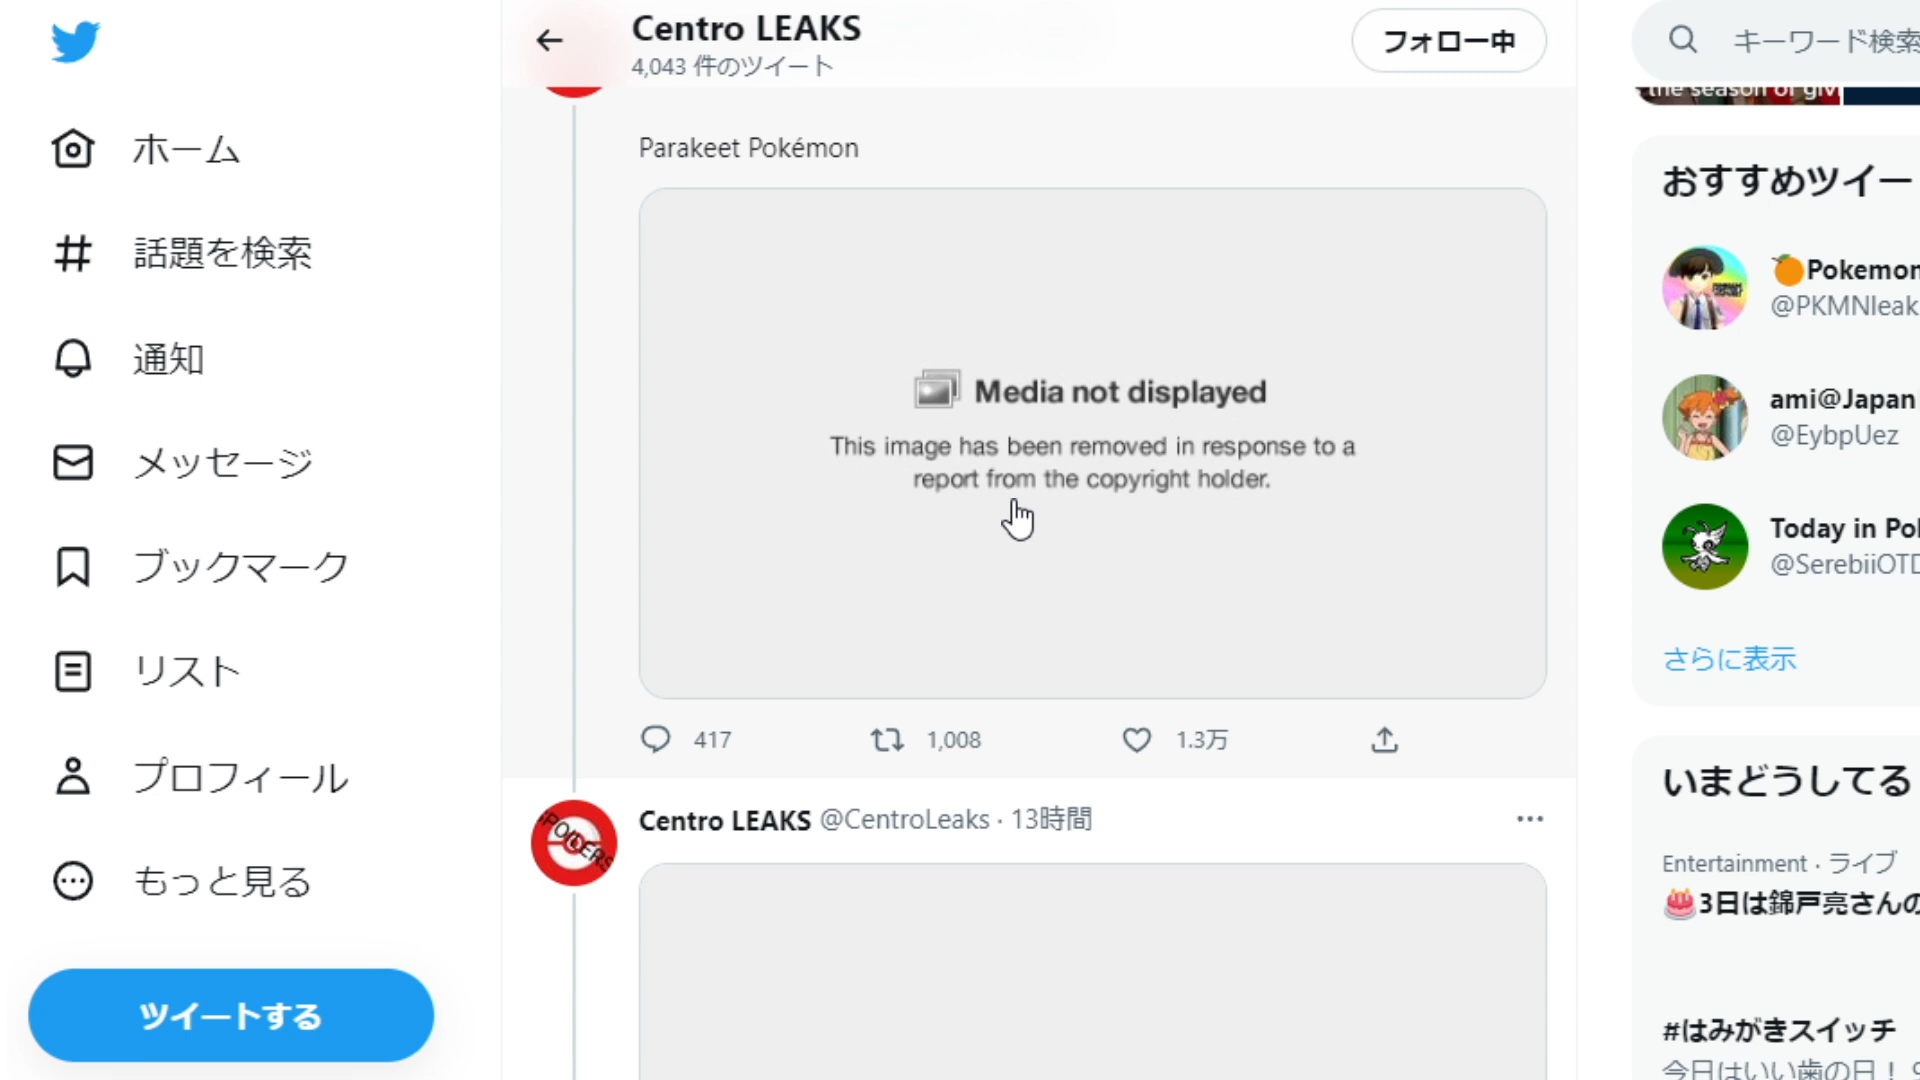 Centro LEAKS
4,043 件のツイート
フォロー中
キーワード検索
ホーム
話題を検索
通知
メッセージ
ブックマーク
リスト
プロフィール
もっと見る
ツイートする
Parakeet Pokémon
Media not displayed
This image has been removed in response to a
report from the copyright holder.
417
1,008
1.3万
Centro LEAKS @CentroLeaks · 13時間
the season of giv
おすすめツイー
🍊Pokemon
@PKMNleak
ami@Japan
@EybpUez
Today in Pok
@SerebiiOTD
さらに表示
いまどうしてる
Entertainment · ライブ
🎂3日は錦戸亮さんの
#はみがきスイッチ
今日はいい歯の日！